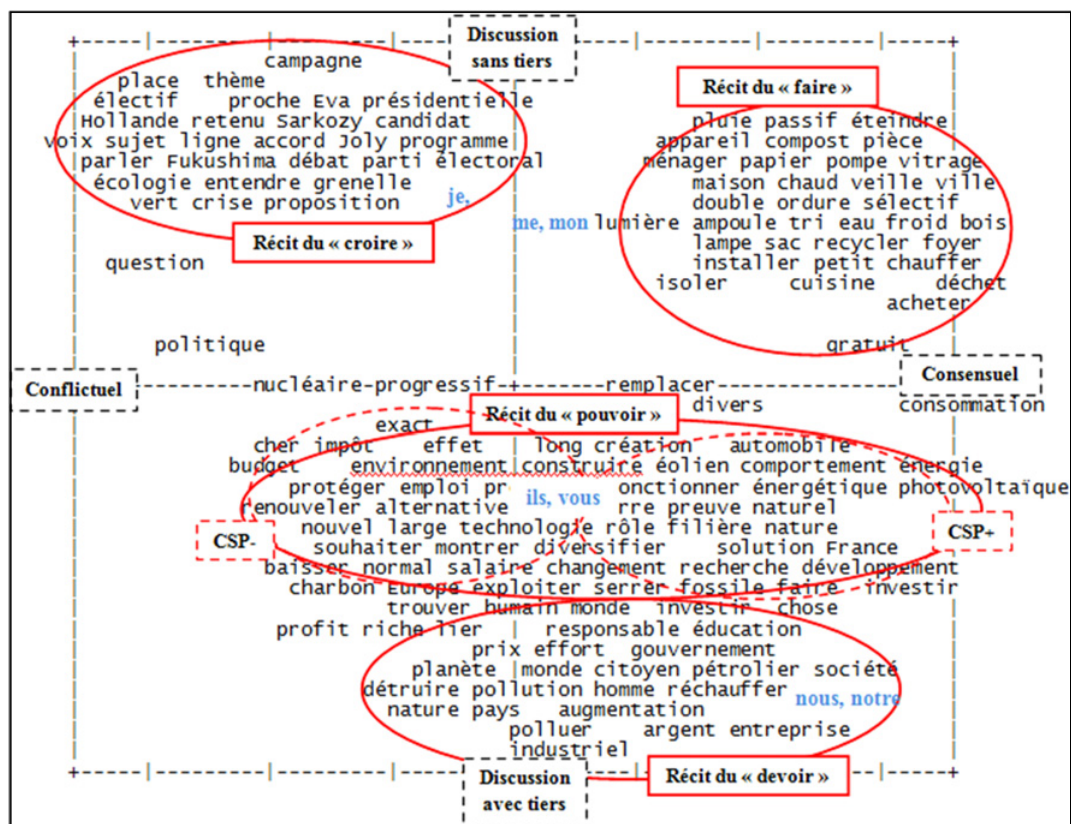 Discussion
sans tiers
campagne
place thème
électif proche Eva présidentielle
Hollande retenu Sarkozy candidat
voix sujet ligne accord Joly programme
parler Fukushima débat parti électoral
écologie entendre grenelle
vert crise proposition
je,
me, mon
Récit du « croire »
question
politique
Récit du « faire »
pluie passif éteindre
appareil compost pièce
ménager papier pompe vitrage
maison chaud veille ville
double ordure sélectif
lumière ampoule tri eau froid bois
lampe sac recycler foyer
installer petit chauffer
isoler cuisine déchet
acheter
gratuit
Conflictuel
nucléaire-progressif
remplacer
Consensuel
divers consommation
Récit du « pouvoir »
exact
cher impôt effet long création automobile
budget environnement construire éolien comportement énergie
protéger emploi pr onctionner énergétique photovoltaïque
ils, vous
renouveler alternative rre preuve naturel
nouvel large technologie rôle filière nature
CSP-
CSP+
souhaiter montrer diversifier solution France
baisser normal salaire changement recherche développement
charbon Europe exploiter serrer fossile faire investir
trouver humain monde investir chose
profit riche lier responsable éducation
prix effort gouvernement
planète monde citoyen pétrolier société
détruire pollution homme réchauffer
nous, notre
nature pays augmentation
polluer argent entreprise
industriel
Discussion
avec tiers
Récit du « devoir »